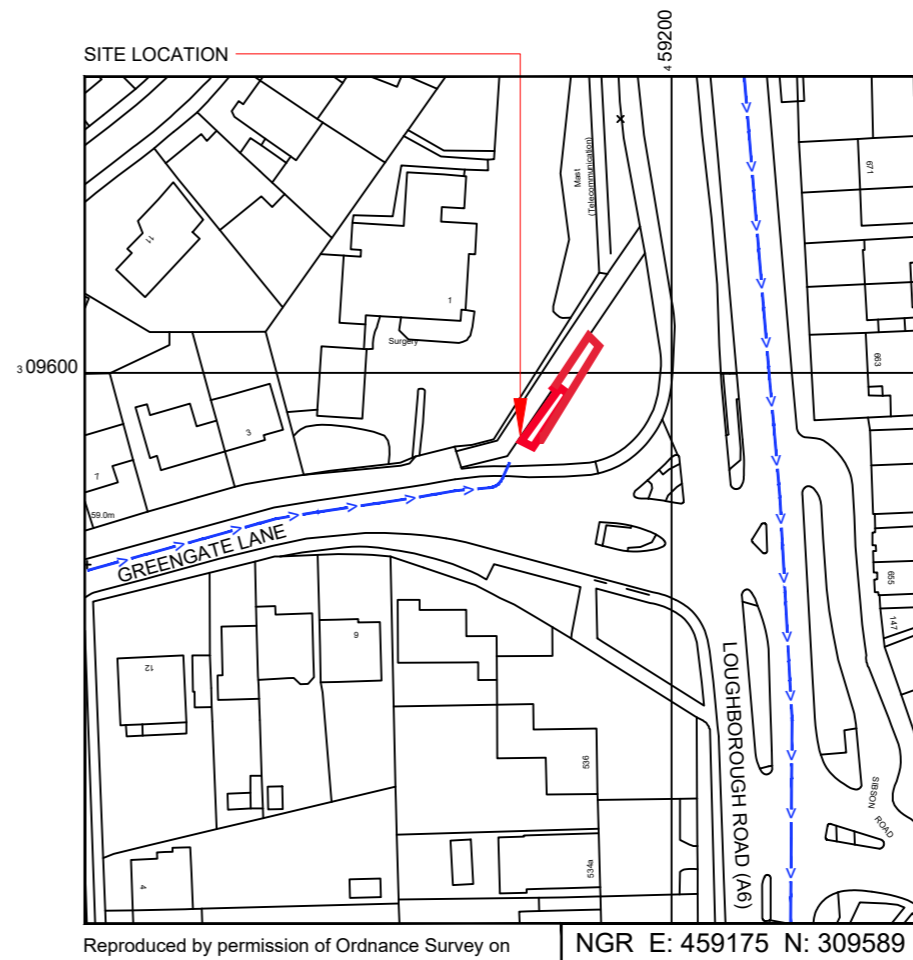 SITE LOCATION
4 59200
3 09600
Mast
(Telecommunication)
671
11
1
Surgery
663
3
7
59.0m
GREENGATE LANE
655
147
12
9
LOUGHBOROUGH ROAD (A6)
536
SIBSON
ROAD
534a
4
Reproduced by permission of Ordnance Survey on
NGR E: 459175 N: 309589